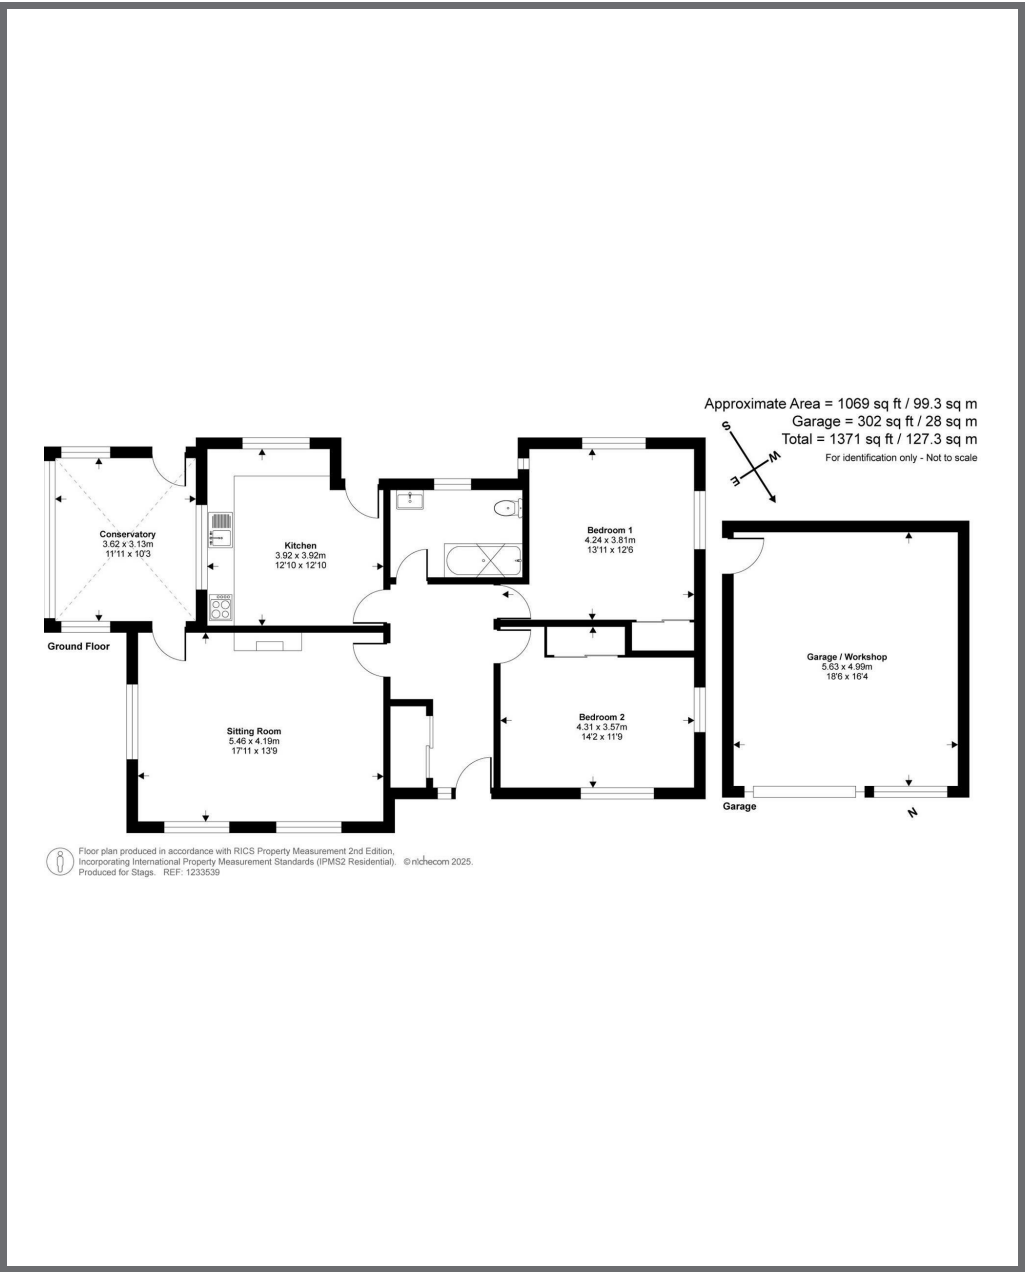 Approximate Area = 1069 sq ft / 99.3 sq m
Garage = 302 sq ft / 28 sq m
Total = 1371 sq ft / 127.3 sq m
For identification only - Not to scale
S
W
E
N
Conservatory
3.62 x 3.13m
11'11 x 10'3
Kitchen
3.92 x 3.92m
12'10 x 12'10
Bedroom 1
4.24 x 3.81m
13'11 x 12'6
Ground Floor
Sitting Room
5.46 x 4.19m
17'11 x 13'9
Bedroom 2
4.31 x 3.57m
14'2 x 11'9
Garage / Workshop
5.63 x 4.99m
18'6 x 16'4
Garage
Floor plan produced in accordance with RICS Property Measurement 2nd Edition,
Incorporating International Property Measurement Standards (IPMS2 Residential). ©nichecom 2025.
Produced for Stags. REF: 1233539